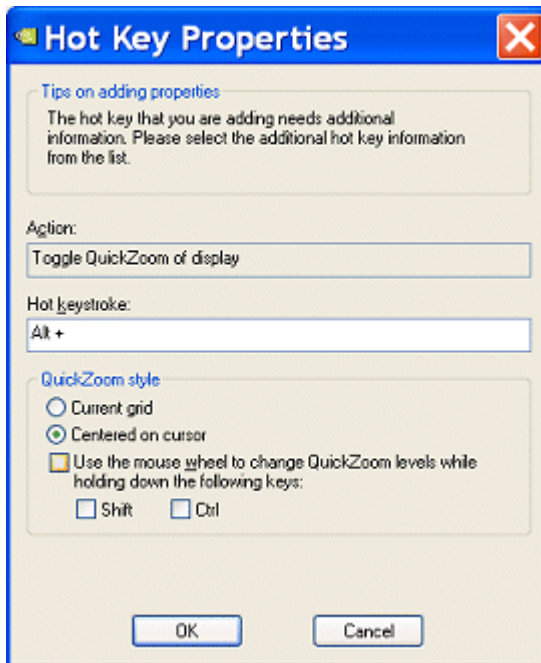 Hot Key Properties
Tips on adding properties
The hot key that you are adding needs additional
information. Please select the additional hot key information
from the list.
Action:
Toggle QuickZoom of display
Hot keystroke:
Alt +
QuickZoom style
Current grid
Centered on cursor
Use the mouse wheel to change QuickZoom levels while
holding down the following keys:
Shift Ctrl
OK Cancel